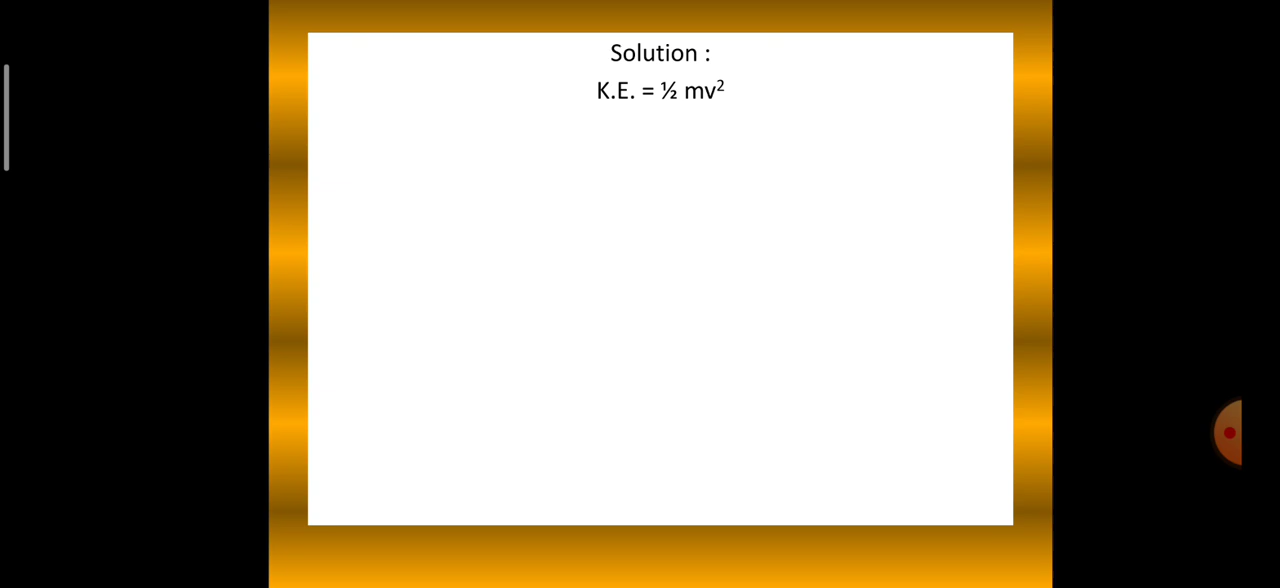 Solution :
K.E. = ½ mv²